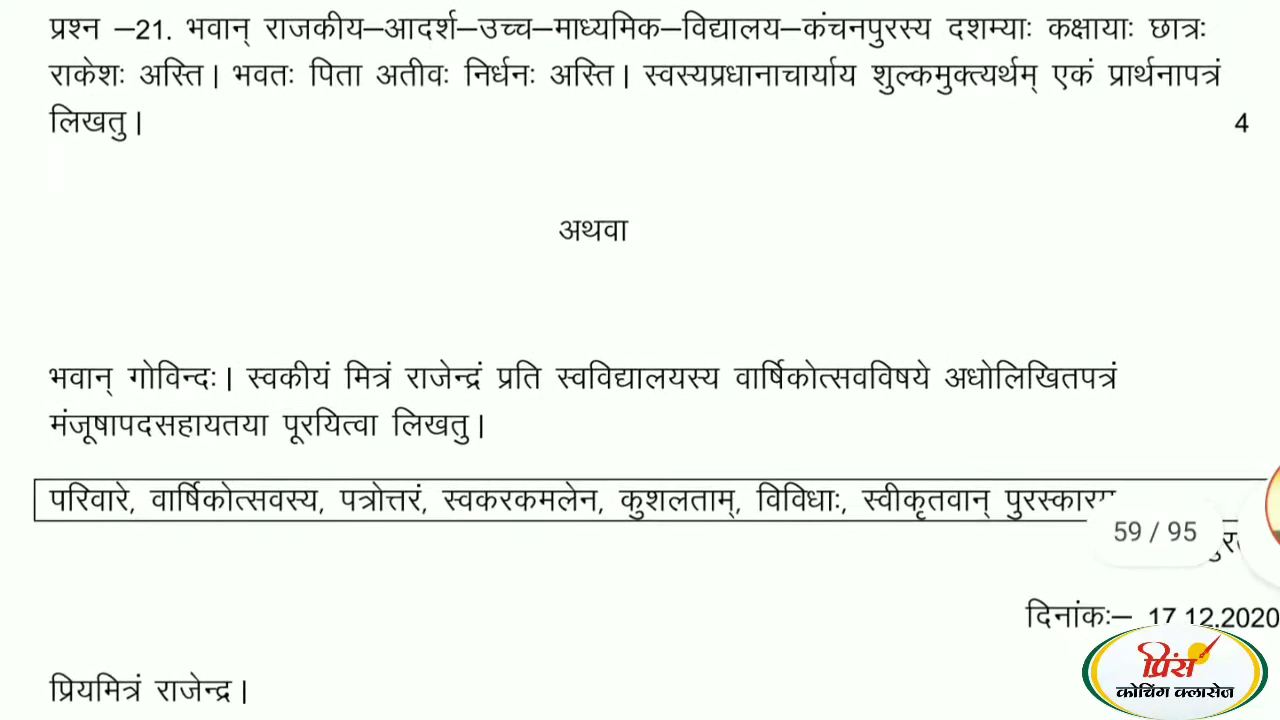 प्रश्न –21. भवान् राजकीय–आदर्श–उच्च–माध्यमिक–विद्यालय–कंचनपुरस्य दशम्याः कक्षायाः छात्रः
राकेशः अस्ति। भवतः पिता अतीवः निर्धनः अस्ति। स्वस्यप्रधानाचार्याय शुल्कमुक्त्यर्थम् एकं प्रार्थनापत्रं
लिखतु। 4
अथवा
भवान् गोविन्दः। स्वकीयं मित्रं राजेन्द्रं प्रति स्वविद्यालयस्य वार्षिकोत्सवविषये अधोलिखितपत्रं
मंजूषापदसहायतया पूरयित्वा लिखतु।
परिवारे, वार्षिकोत्सवस्य, पत्रोत्तरं, स्वकरकमलेन, कुशलताम्, विविधाः, स्वीकृतवान्
59 / 95
दिनांकः– 17.12.2020
प्रियमित्रं राजेन्द्र।
प्रिंस
कोचिंग क्लासेज